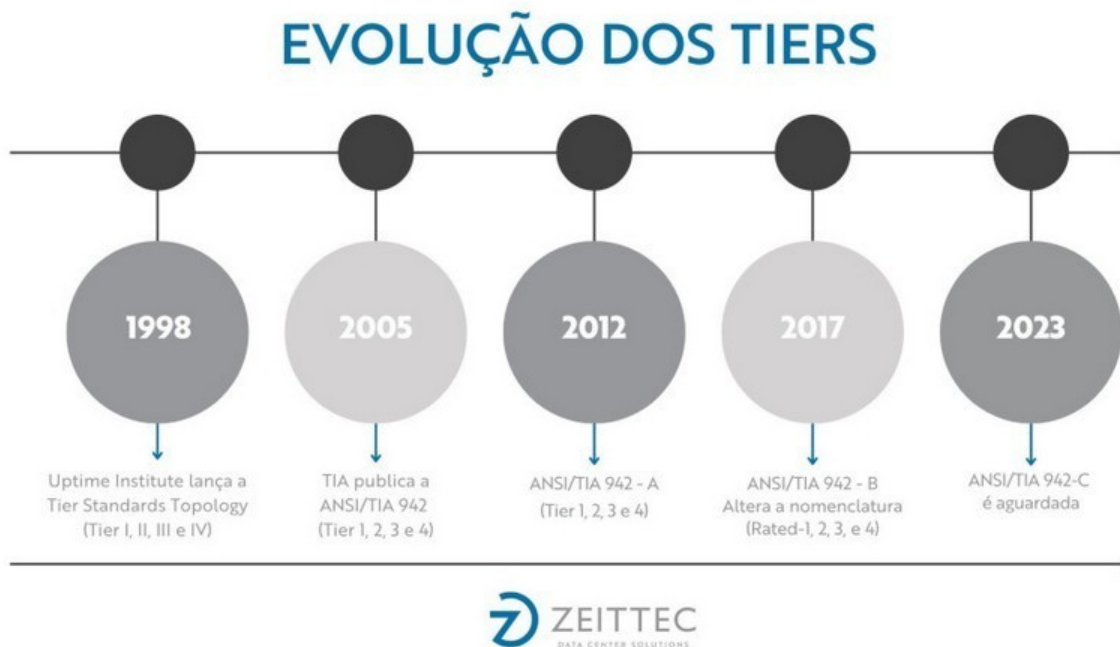 EVOLUÇÃO DOS TIERS
1998
2005
2012
2017
2023
Uptime Institute lança a
Tier Standards Topology
(Tier I, II, III e IV)
TIA publica a
ANSI/TIA 942
(Tier 1, 2, 3 e 4)
ANSI/TIA 942 - A
(Tier 1, 2, 3 e 4)
ANSI/TIA 942 - B
Altera a nomenclatura
(Rated-1, 2, 3, e 4)
ANSI/TIA 942-C
é aguardada
ZEITTEC
DATA CENTER SOLUTIONS